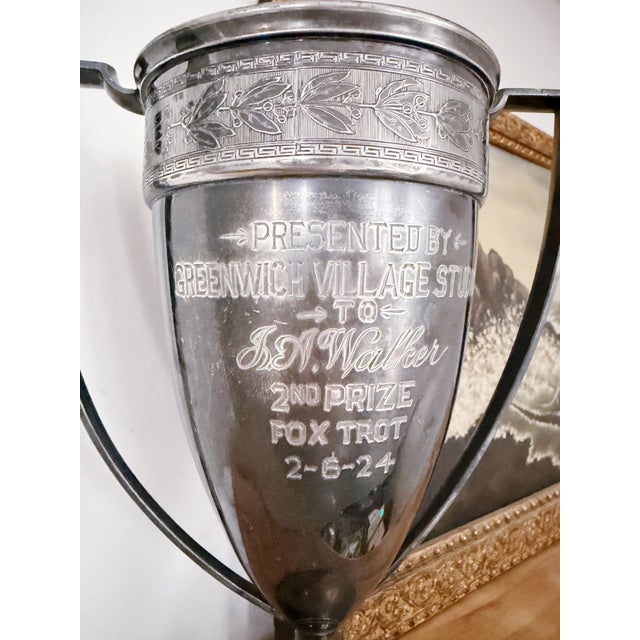 PRESENTED BY
GREENWICH VILLAGE
TO
J.A. Walker
2ND PRIZE
FOX TROT
2-6-24